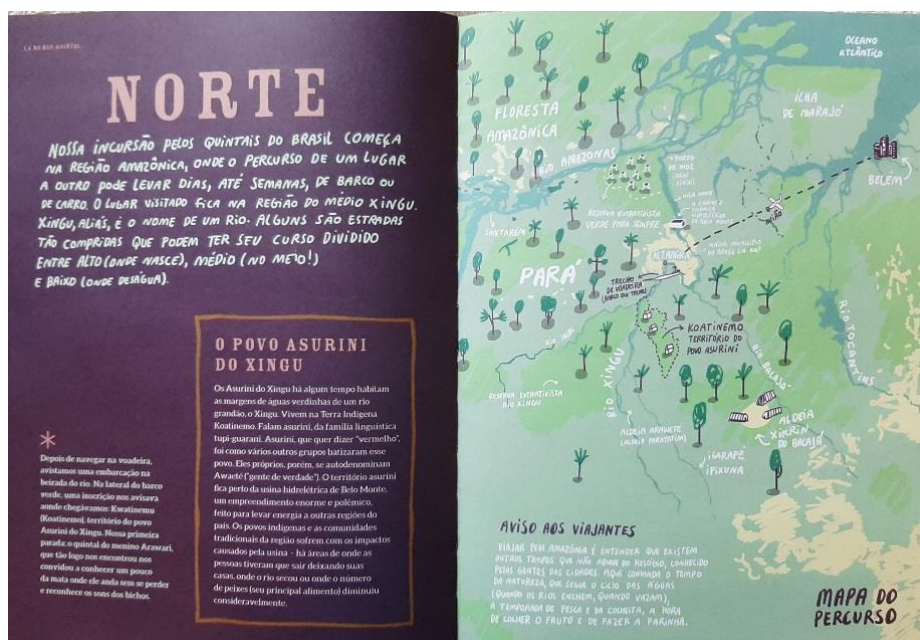 LÁ NO MEU QUINTAL
NORTE
NOSSA INCURSÃO PELOS QUINTAIS DO BRASIL COMEÇA
NA REGIÃO AMAZÔNICA, ONDE O PERCURSO DE UM LUGAR
A OUTRO PODE LEVAR DIAS, ATÉ SEMANAS, DE BARCO OU
DE CARRO. O LUGAR VISITADO FICA NA REGIÃO DO MÉDIO XINGU.
XINGU, ALIÁS, É O NOME DE UM RIO. ALGUNS SÃO ESTRADAS
TÃO COMPRIDAS QUE PODEM TER SEU CURSO DIVIDIDO
ENTRE ALTO (ONDE NASCE), MÉDIO (NO MEIO!)
E BAIXO (ONDE DESÁGUA).
O POVO ASURINI
DO XINGU
Os Asurini do Xingu há algum tempo habitam
as margens de águas verdinhas de um rio
grandão, o Xingu. Vivem na Terra Indígena
Koatinemo. Falam asurini, da família linguística
tupi-guarani. Asurini, que quer dizer "vermelho",
foi como vários outros grupos batizaram esse
povo. Eles próprios, porém, se autodenominam
Awaeté ("gente de verdade"). O território asurini
fica perto da usina hidrelétrica de Belo Monte,
um empreendimento enorme e polêmico,
feito para levar energia a outras regiões do
país. Os povos indígenas e as comunidades
tradicionais da região sofrem com os impactos
causados pela usina – há áreas de onde as
pessoas tiveram que sair deixando suas
casas, onde o rio secou ou onde o número
de peixes (seu principal alimento) diminuiu
consideravelmente.
*
Depois de navegar na voadeira,
avistamos uma embarcação na
beirada do rio. Na lateral do barco
verde, uma inscrição nos avisava
aonde chegávamos: Kwatinemu
(Koatinemo), território do povo
Asurini do Xingu. Nossa primeira
parada: o quintal do menino Arawari,
que tão logo nos encontrou nos
convidou a conhecer um pouco
da mata onde ele anda sem se perder
e reconhece os sons dos bichos.
OCEANO
ATLÂNTICO
FLORESTA
AMAZÔNICA
ILHA
DE MARAJÓ
RIO AMAZONAS
PORTO
DE MOZ
BELÉM
RESERVA EXTRATIVISTA
VERDE PARA SEMPRE
SANTARÉM
AVIÃO
ALTAMIRA
PARÁ
TRECHO
DE VOADEIRA
RIO IRIRI
KOATINEMO
TERRITÓRIO DO
POVO ASURINI
RIO XINGU
RIO BACAJÁ
RIO TOCANTINS
RESERVA EXTRATIVISTA
RIO XINGU
ALDEIA ARAWETE
ALDEIA
XIKRIN
DO BACAJÁ
IGARAPÉ
IPIXUNA
AVISO AOS VIAJANTES
VIAJAR PELA AMAZÔNIA É ENTENDER QUE EXISTEM
OUTROS TEMPOS QUE NÃO AQUELE DO RELÓGIO, CONHECIDO
PELAS GENTES DAS CIDADES. AQUI COMANDA O TEMPO
DA NATUREZA, QUE SEGUE O CICLO DAS ÁGUAS
(QUANDO OS RIOS ENCHEM, QUANDO VAZAM),
A TEMPORADA DE PESCA E DA COLHEITA, A HORA
DE COLHER O FRUTO E DE FAZER A FARINHA.
MAPA DO
PERCURSO